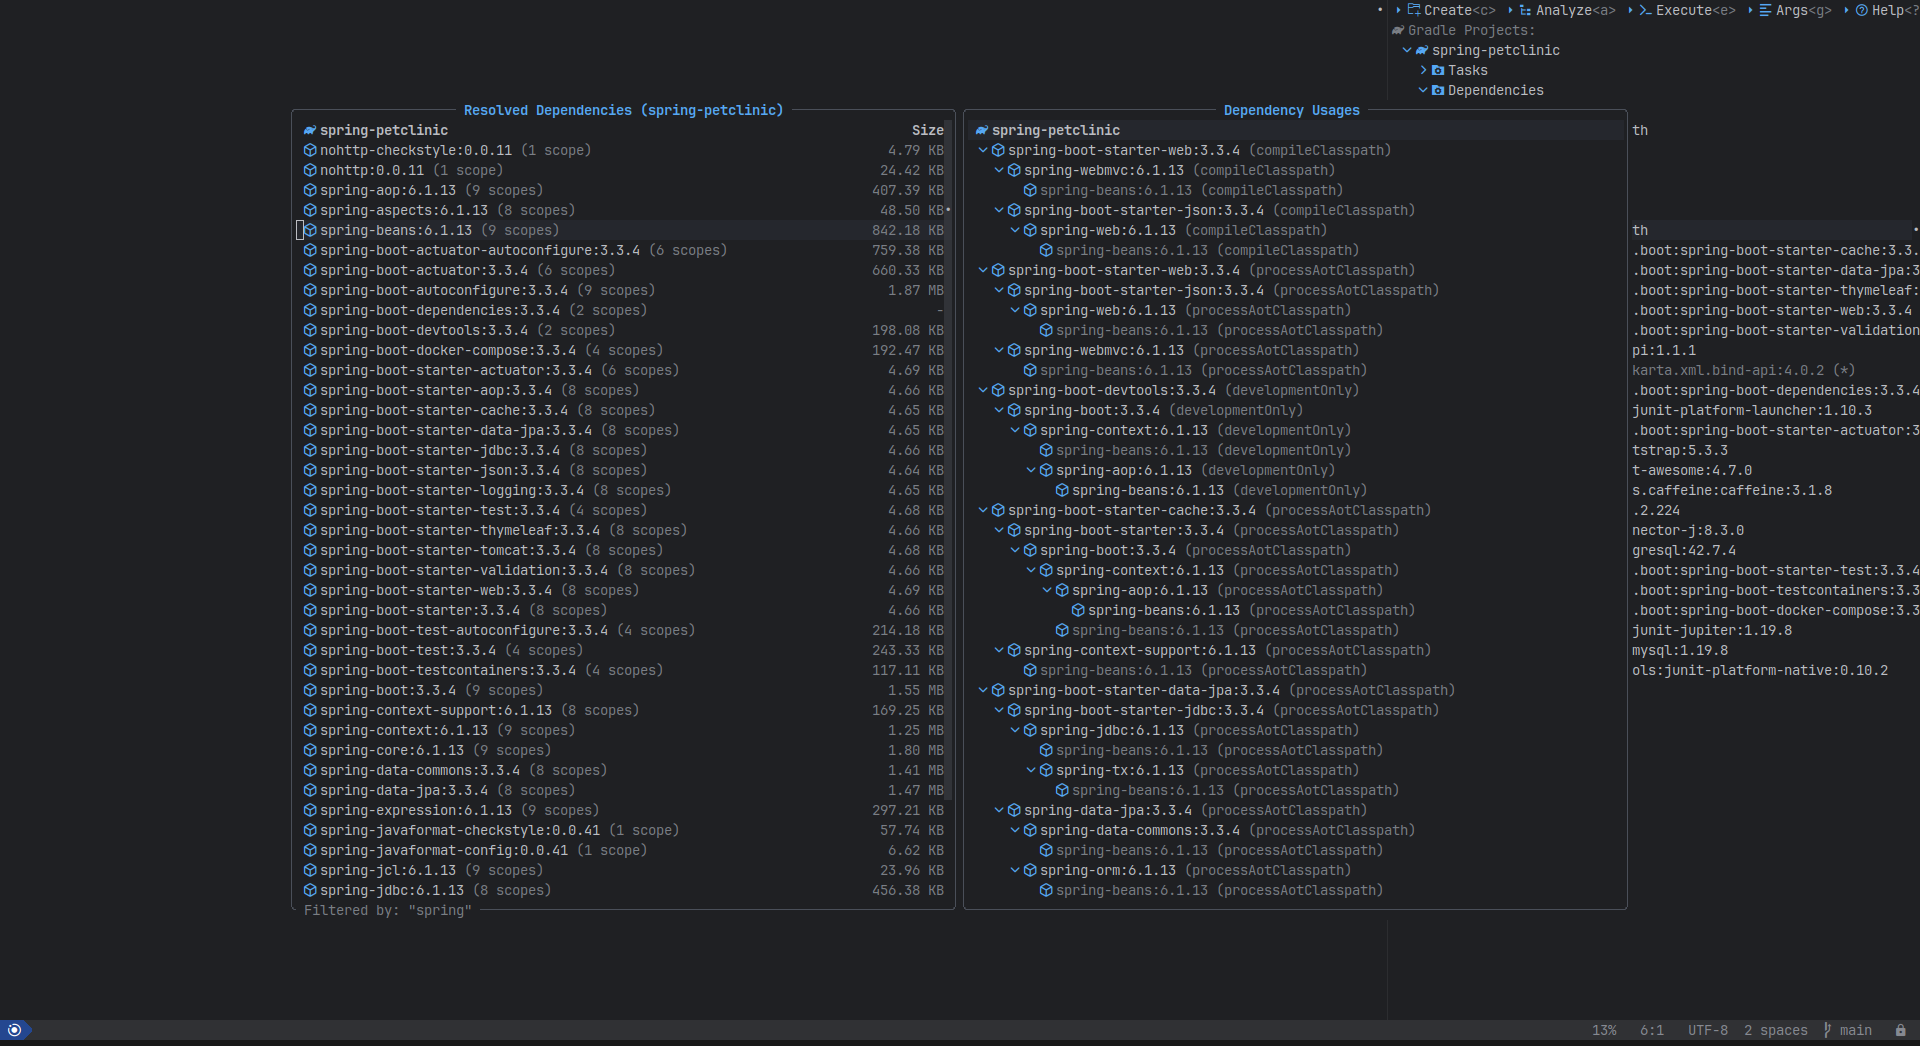 Create<c> Analyze<a> Execute<e> Args<g> Help<?
Gradle Projects:
spring-petclinic
Tasks
Dependencies
Resolved Dependencies (spring-petclinic)
spring-petclinic Size
nohttp-checkstyle:0.0.11 (1 scope) 4.79 KB
nohttp:0.0.11 (1 scope) 24.42 KB
spring-aop:6.1.13 (9 scopes) 407.39 KB
spring-aspects:6.1.13 (8 scopes) 48.50 KB
spring-beans:6.1.13 (9 scopes) 842.18 KB
spring-boot-actuator-autoconfigure:3.3.4 (6 scopes) 759.38 KB
spring-boot-actuator:3.3.4 (6 scopes) 660.33 KB
spring-boot-autoconfigure:3.3.4 (9 scopes) 1.87 MB
spring-boot-dependencies:3.3.4 (2 scopes) -
spring-boot-devtools:3.3.4 (2 scopes) 198.08 KB
spring-boot-docker-compose:3.3.4 (4 scopes) 192.47 KB
spring-boot-starter-actuator:3.3.4 (6 scopes) 4.69 KB
spring-boot-starter-aop:3.3.4 (8 scopes) 4.66 KB
spring-boot-starter-cache:3.3.4 (8 scopes) 4.65 KB
spring-boot-starter-data-jpa:3.3.4 (8 scopes) 4.65 KB
spring-boot-starter-jdbc:3.3.4 (8 scopes) 4.66 KB
spring-boot-starter-json:3.3.4 (8 scopes) 4.64 KB
spring-boot-starter-logging:3.3.4 (8 scopes) 4.65 KB
spring-boot-starter-test:3.3.4 (4 scopes) 4.68 KB
spring-boot-starter-thymeleaf:3.3.4 (8 scopes) 4.66 KB
spring-boot-starter-tomcat:3.3.4 (8 scopes) 4.68 KB
spring-boot-starter-validation:3.3.4 (8 scopes) 4.66 KB
spring-boot-starter-web:3.3.4 (8 scopes) 4.69 KB
spring-boot-starter:3.3.4 (8 scopes) 4.66 KB
spring-boot-test-autoconfigure:3.3.4 (4 scopes) 214.18 KB
spring-boot-test:3.3.4 (4 scopes) 243.33 KB
spring-boot-testcontainers:3.3.4 (4 scopes) 117.11 KB
spring-boot:3.3.4 (9 scopes) 1.55 MB
spring-context-support:6.1.13 (8 scopes) 169.25 KB
spring-context:6.1.13 (9 scopes) 1.25 MB
spring-core:6.1.13 (9 scopes) 1.80 MB
spring-data-commons:3.3.4 (8 scopes) 1.41 MB
spring-data-jpa:3.3.4 (8 scopes) 1.47 MB
spring-expression:6.1.13 (9 scopes) 297.21 KB
spring-javaformat-checkstyle:0.0.41 (1 scope) 57.74 KB
spring-javaformat-config:0.0.41 (1 scope) 6.62 KB
spring-jcl:6.1.13 (9 scopes) 23.96 KB
spring-jdbc:6.1.13 (8 scopes) 456.38 KB
Filtered by: "spring"
Dependency Usages
spring-petclinic
spring-boot-starter-web:3.3.4 (compileClasspath)
spring-webmvc:6.1.13 (compileClasspath)
spring-beans:6.1.13 (compileClasspath)
spring-boot-starter-json:3.3.4 (compileClasspath)
spring-web:6.1.13 (compileClasspath)
spring-beans:6.1.13 (compileClasspath)
spring-boot-starter-web:3.3.4 (processAotClasspath)
spring-boot-starter-json:3.3.4 (processAotClasspath)
spring-web:6.1.13 (processAotClasspath)
spring-beans:6.1.13 (processAotClasspath)
spring-webmvc:6.1.13 (processAotClasspath)
spring-beans:6.1.13 (processAotClasspath)
spring-boot-devtools:3.3.4 (developmentOnly)
spring-boot:3.3.4 (developmentOnly)
spring-context:6.1.13 (developmentOnly)
spring-beans:6.1.13 (developmentOnly)
spring-aop:6.1.13 (developmentOnly)
spring-beans:6.1.13 (developmentOnly)
spring-boot-starter-cache:3.3.4 (processAotClasspath)
spring-boot-starter:3.3.4 (processAotClasspath)
spring-boot:3.3.4 (processAotClasspath)
spring-context:6.1.13 (processAotClasspath)
spring-aop:6.1.13 (processAotClasspath)
spring-beans:6.1.13 (processAotClasspath)
spring-beans:6.1.13 (processAotClasspath)
spring-context-support:6.1.13 (processAotClasspath)
spring-beans:6.1.13 (processAotClasspath)
spring-boot-starter-data-jpa:3.3.4 (processAotClasspath)
spring-boot-starter-jdbc:3.3.4 (processAotClasspath)
spring-jdbc:6.1.13 (processAotClasspath)
spring-beans:6.1.13 (processAotClasspath)
spring-tx:6.1.13 (processAotClasspath)
spring-beans:6.1.13 (processAotClasspath)
spring-data-jpa:3.3.4 (processAotClasspath)
spring-data-commons:3.3.4 (processAotClasspath)
spring-beans:6.1.13 (processAotClasspath)
spring-orm:6.1.13 (processAotClasspath)
spring-beans:6.1.13 (processAotClasspath)
th
th
.boot:spring-boot-starter-cache:3.3.
.boot:spring-boot-starter-data-jpa:3
.boot:spring-boot-starter-thymeleaf:
.boot:spring-boot-starter-web:3.3.4
.boot:spring-boot-starter-validation
pi:1.1.1
karta.xml.bind-api:4.0.2 (*)
.boot:spring-boot-dependencies:3.3.4
junit-platform-launcher:1.10.3
.boot:spring-boot-starter-actuator:3
tstrap:5.3.3
t-awesome:4.7.0
s.caffeine:caffeine:3.1.8
.2.224
nector-j:8.3.0
gresql:42.7.4
.boot:spring-boot-starter-test:3.3.4
.boot:spring-boot-testcontainers:3.3
.boot:spring-boot-docker-compose:3.3
junit-jupiter:1.19.8
mysql:1.19.8
ols:junit-platform-native:0.10.2
13% 6:1 UTF-8 2 spaces main